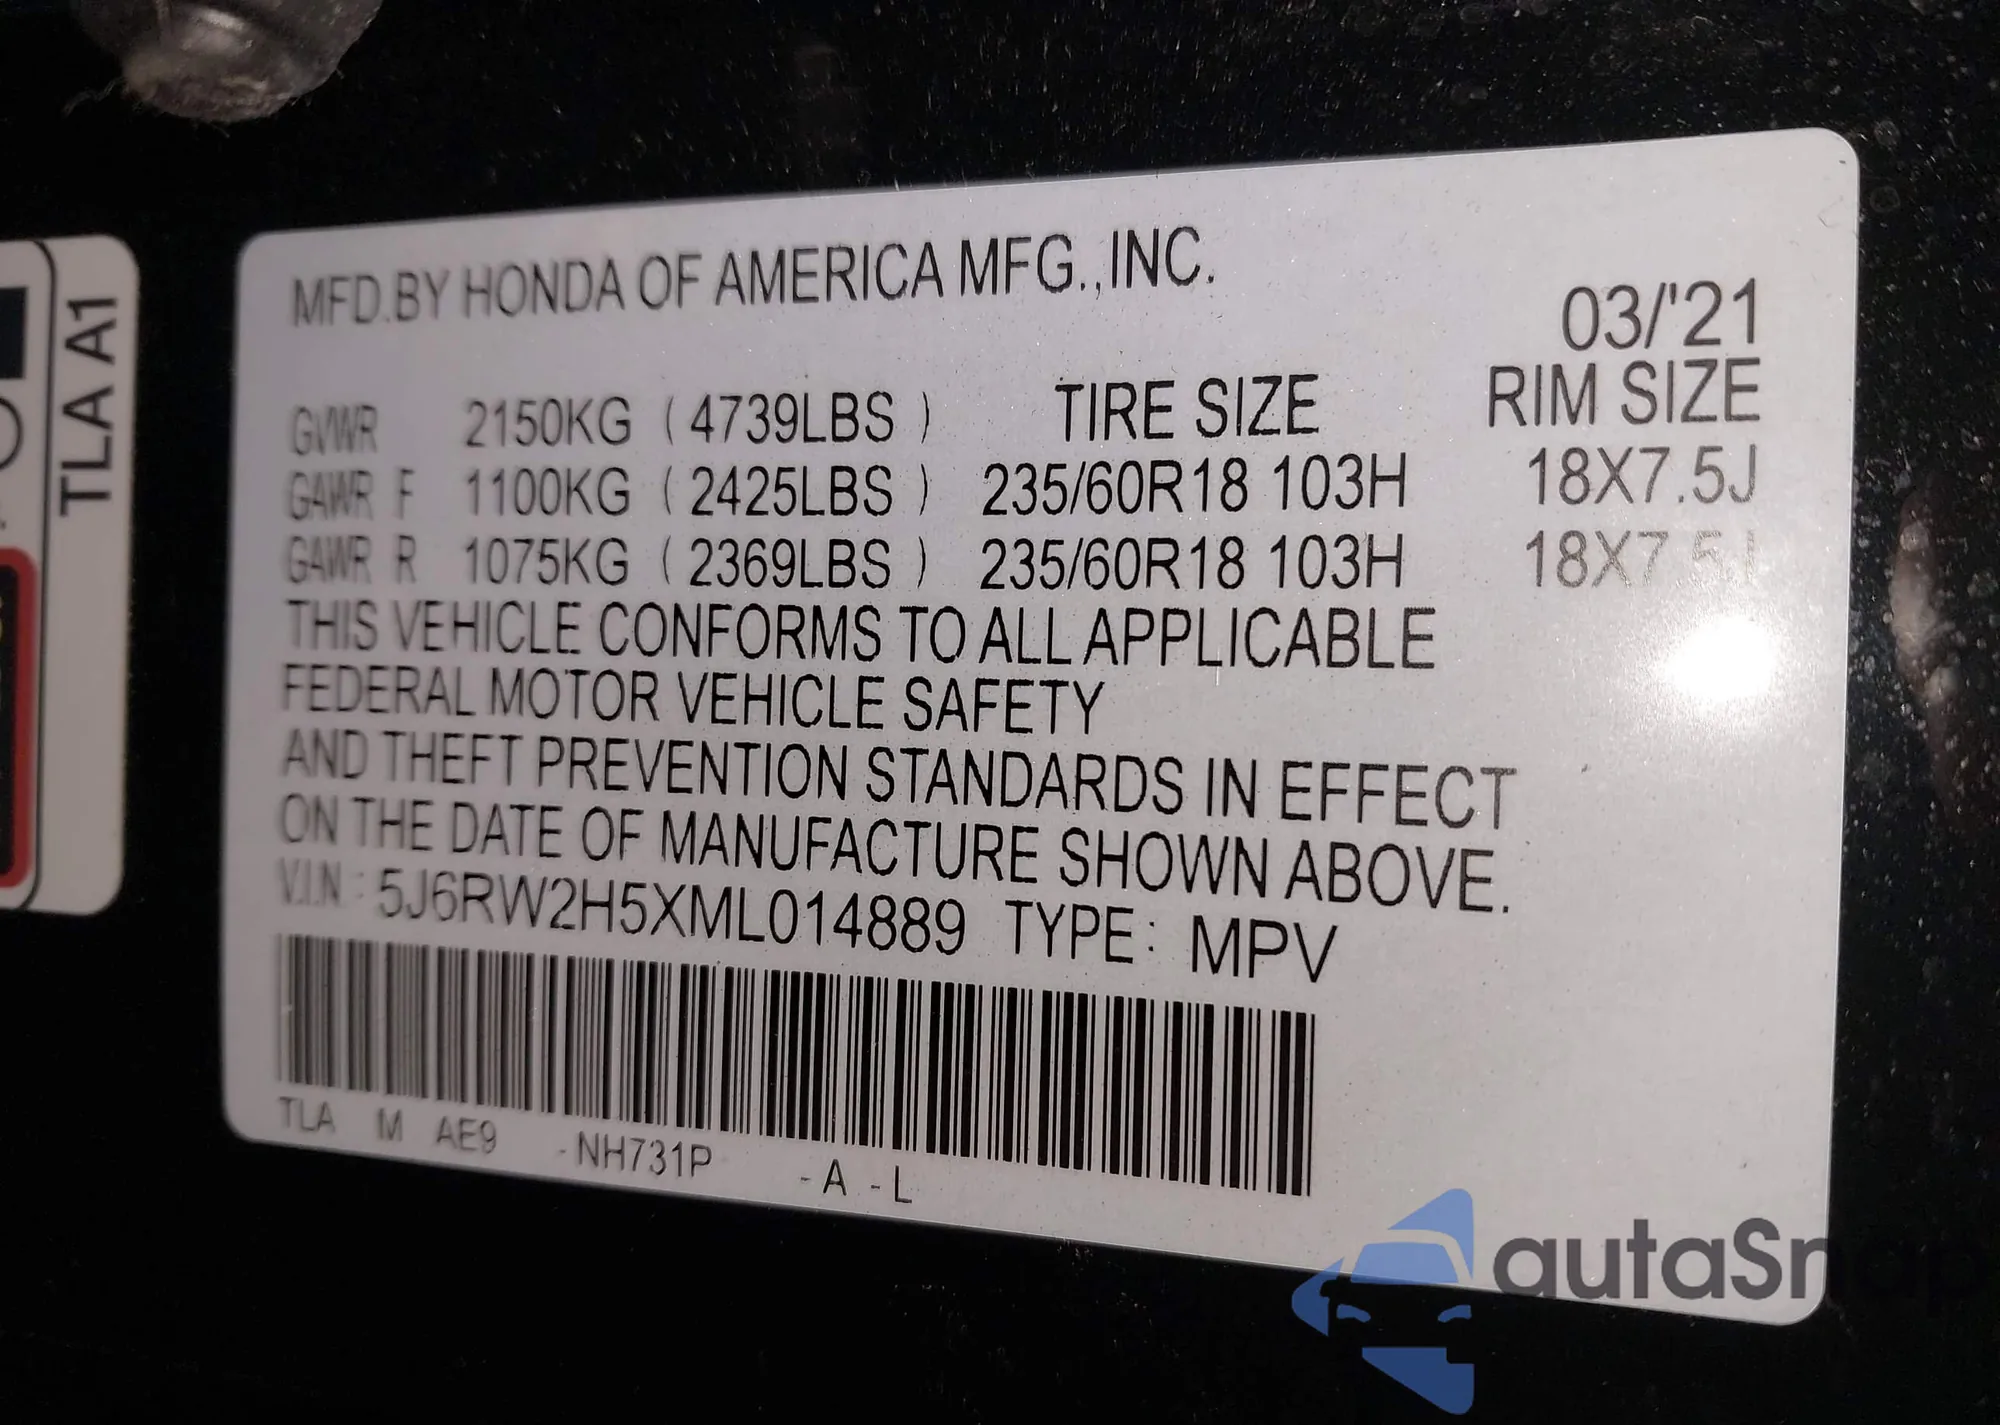 TLA A1
MFD.BY HONDA OF AMERICA MFG.,INC.
03/'21
GVWR 2150KG ( 4739LBS ) TIRE SIZE RIM SIZE
GAWR F 1100KG ( 2425LBS ) 235/60R18 103H 18X7.5J
GAWR R 1075KG ( 2369LBS ) 235/60R18 103H 18X7.5J
THIS VEHICLE CONFORMS TO ALL APPLICABLE
FEDERAL MOTOR VEHICLE SAFETY
AND THEFT PREVENTION STANDARDS IN EFFECT
ON THE DATE OF MANUFACTURE SHOWN ABOVE.
V.I.N: 5J6RW2H5XML014889 TYPE: MPV
TLA M AE9 -NH731P -A -L